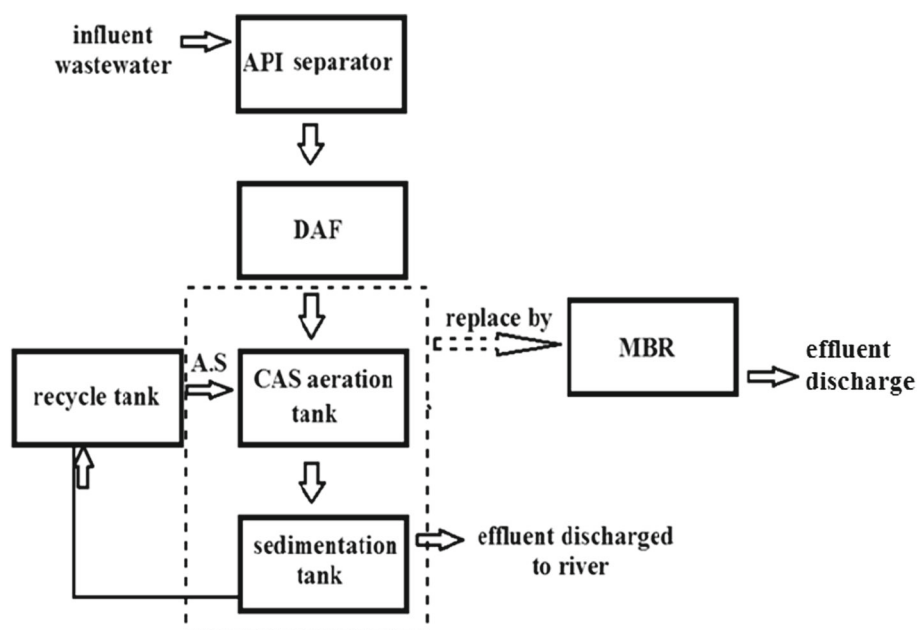 influent
wastewater
API separator
DAF
replace by
MBR
effluent
discharge
A.S
recycle tank
CAS aeration
tank
sedimentation
tank
effluent discharged
to river